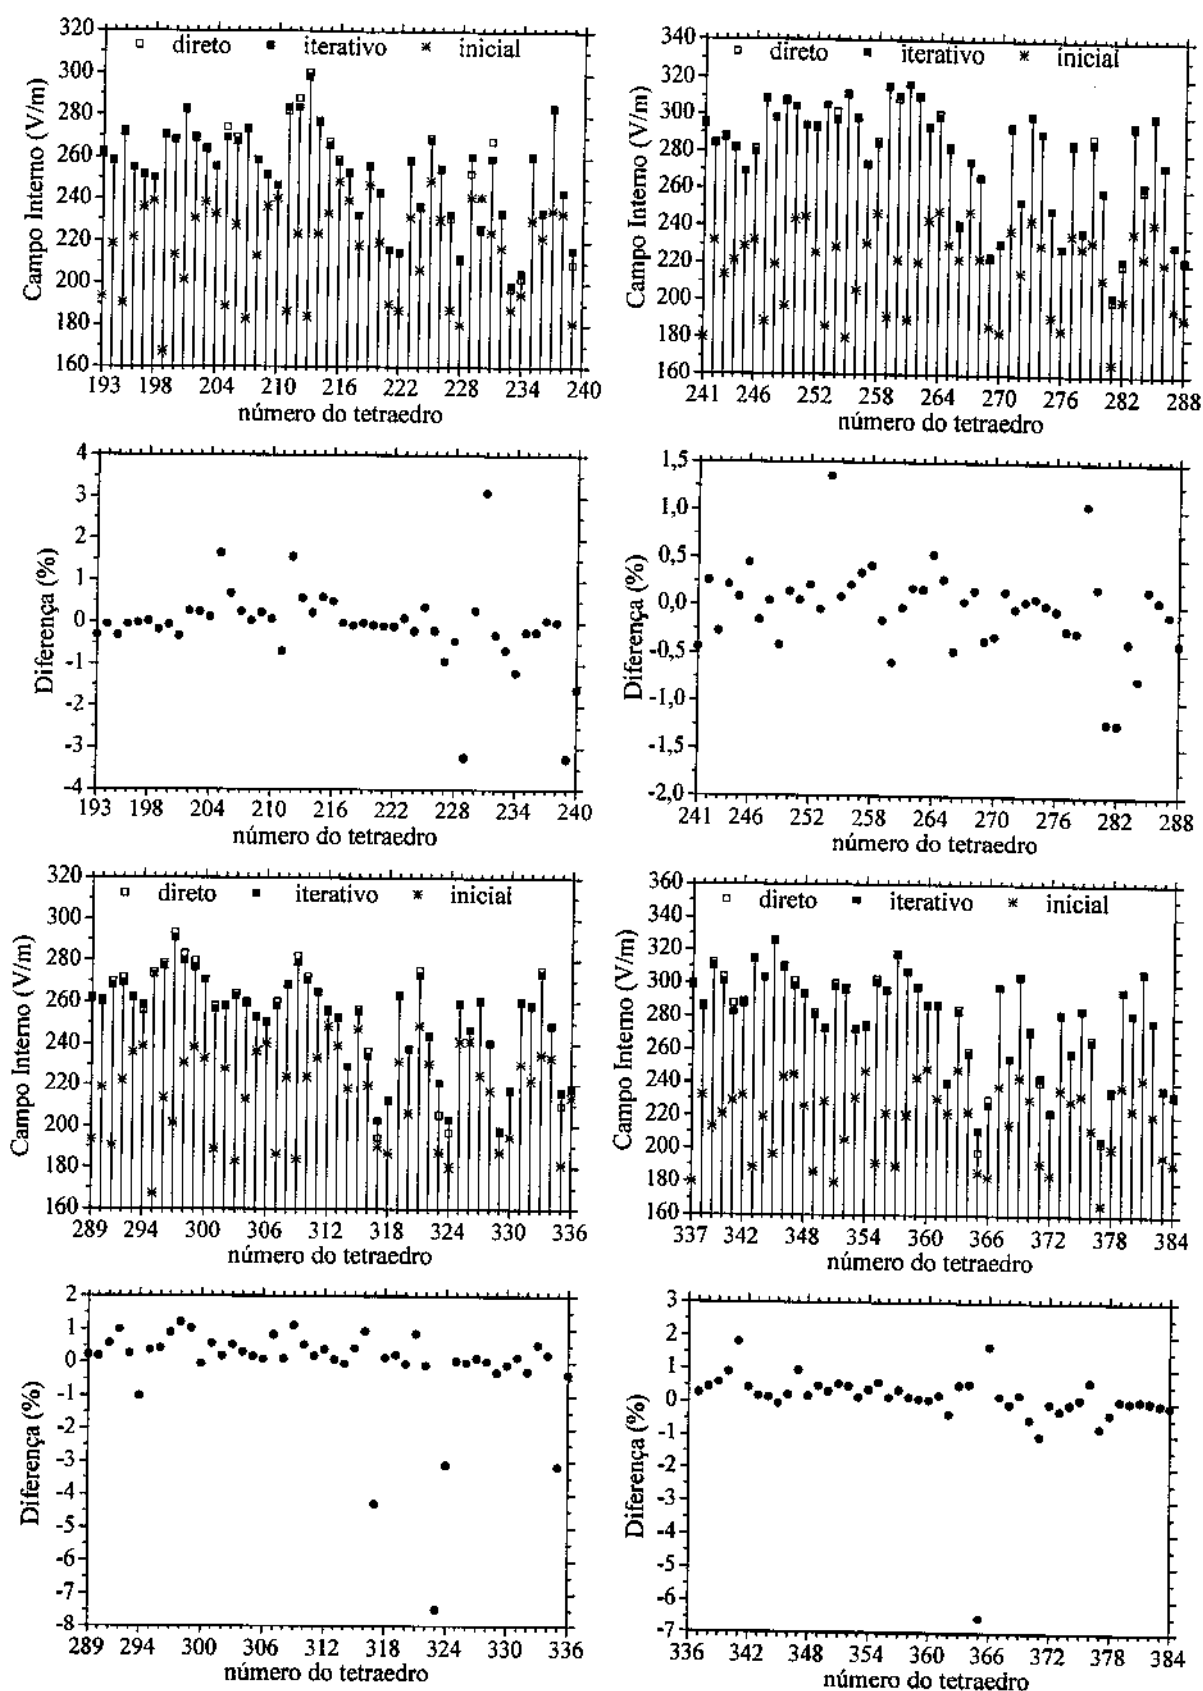 320
300
280
260
240
220
200
180
160
Campo Interno (V/m)
direto iterativo inicial
193 198 204 210 216 222 228 234 240
número do tetraedro
340
320
300
280
260
240
220
200
180
160
Campo Interno (V/m)
direto iterativo inicial
241 246 252 258 264 270 276 282 288
número do tetraedro
4
3
2
1
0
-1
-2
-3
-4
Diferença (%)
193 198 204 210 216 222 228 234 240
número do tetraedro
1,5
1,0
0,5
0,0
-0,5
-1,0
-1,5
-2,0
Diferença (%)
241 246 252 258 264 270 276 282 288
número do tetraedro
320
300
280
260
240
220
200
180
160
Campo Interno (V/m)
direto iterativo inicial
289 294 300 306 312 318 324 330 336
número do tetraedro
360
340
320
300
280
260
240
220
200
180
160
Campo Interno (V/m)
direto iterativo inicial
337 342 348 354 360 366 372 378 384
número do tetraedro
2
1
0
-1
-2
-3
-4
-5
-6
-7
-8
Diferença (%)
289 294 300 306 312 318 324 330 336
número do tetraedro
3
2
1
0
-1
-2
-3
-4
-5
-6
-7
Diferença (%)
336 342 348 354 360 366 372 378 384
número do tetraedro